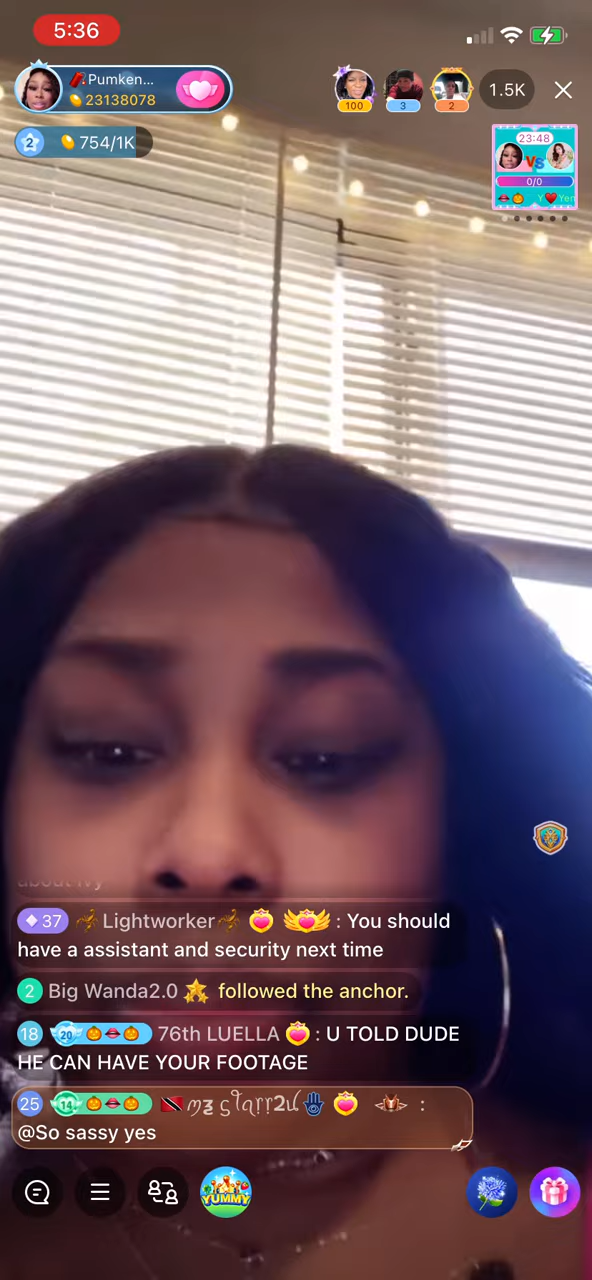 5:36
🧧Pumken...
23138078
100
3
2
1.5K
2
754/1K
23:48
VS
0/0
37 Lightworker : You should
have a assistant and security next time
2 Big Wanda2.0 followed the anchor.
18 20 76th LUELLA : U TOLD DUDE
HE CAN HAVE YOUR FOOTAGE
25 14
@So sassy yes
YUMMY